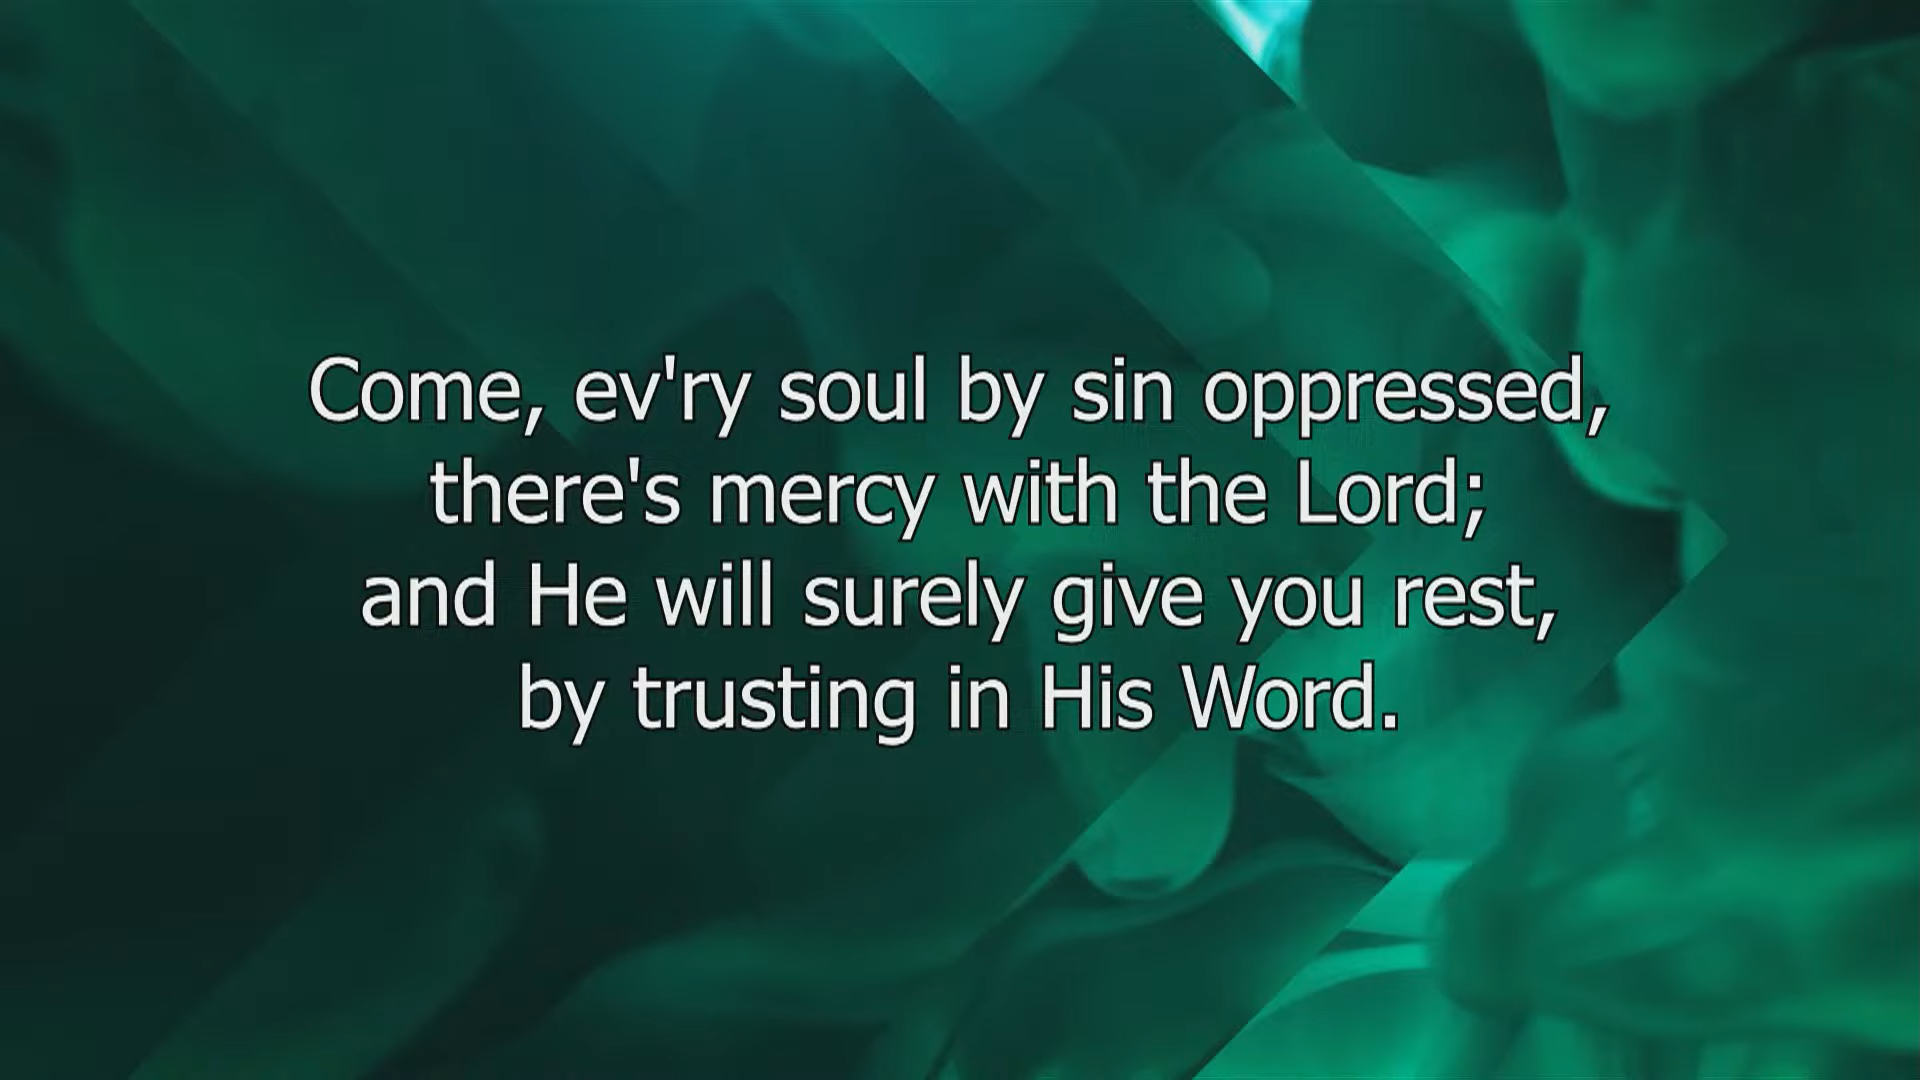 Come, ev'ry soul by sin oppressed,
there's mercy with the Lord;
and He will surely give you rest,
by trusting in His Word.